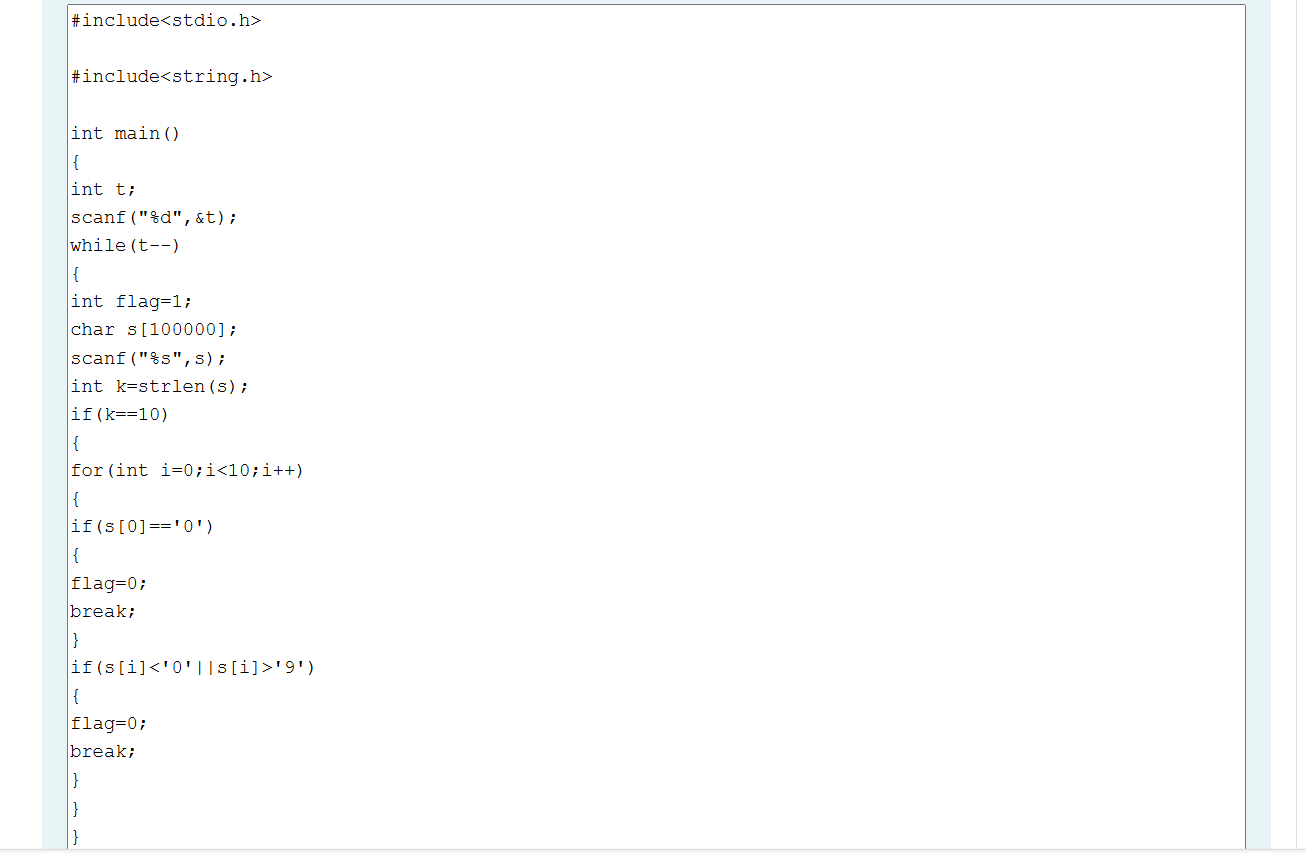 #include<stdio.h>
#include<string.h>
int main()
{
int t;
scanf("%d",&t);
while(t--)
{
int flag=1;
char s[100000];
scanf("%s",s);
int k=strlen(s);
if(k==10)
{
for(int i=0;i<10;i++)
{
if(s[0]=='0')
{
flag=0;
break;
}
if(s[i]<'0'||s[i]>'9')
{
flag=0;
break;
}
}
}